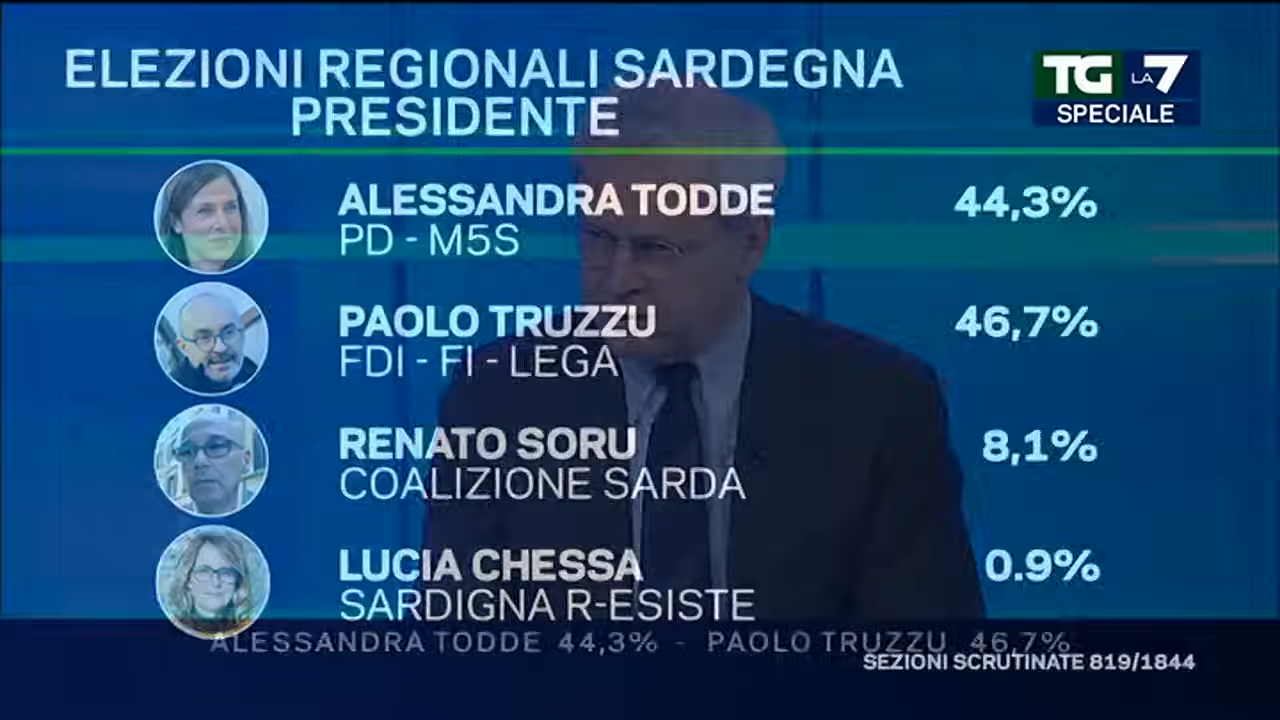 ELEZIONI REGIONALI SARDEGNA
PRESIDENTE
TG LA7
SPECIALE
ALESSANDRA TODDE 44,3%
PD - M5S
PAOLO TRUZZU 46,7%
FDI - FI - LEGA
RENATO SORU 8,1%
COALIZIONE SARDA
LUCIA CHESSA 0.9%
SARDIGNA R-ESISTE
ALESSANDRA TODDE 44,3% - PAOLO TRUZZU 46,7%
SEZIONI SCRUTINATE 819/1844